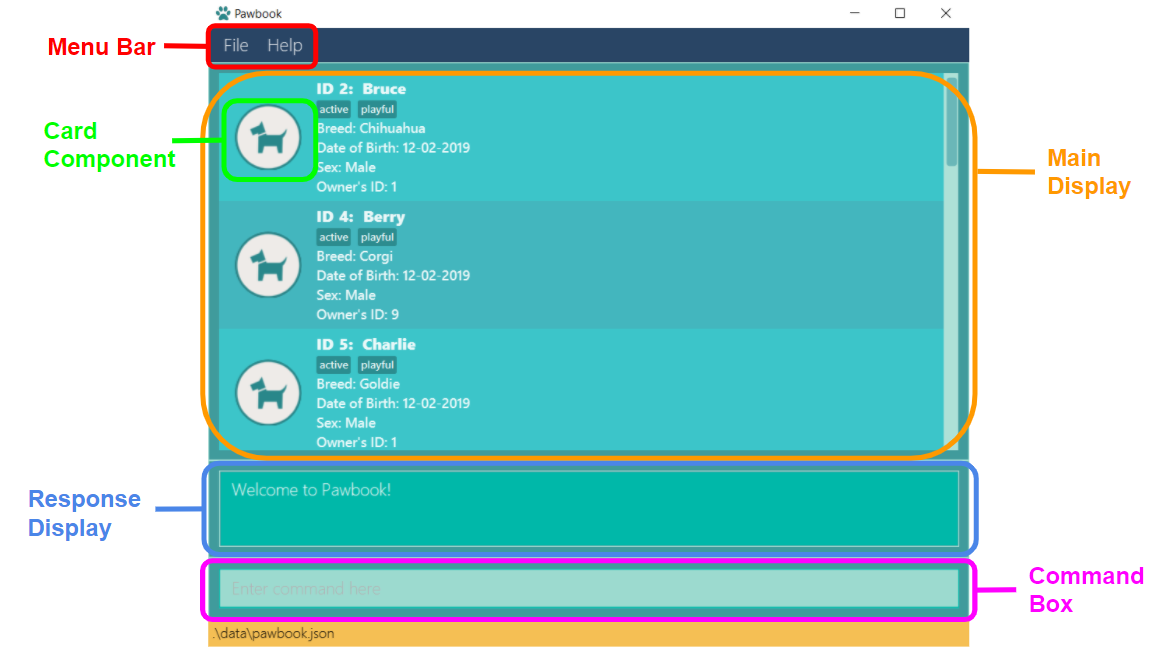 Pawbook
Menu Bar
File Help
ID 2: Bruce
active playful
Breed: Chihuahua
Date of Birth: 12-02-2019
Sex: Male
Owner's ID: 1
Card
Component
Main
Display
ID 4: Berry
active playful
Breed: Corgi
Date of Birth: 12-02-2019
Sex: Male
Owner's ID: 9
ID 5: Charlie
active playful
Breed: Goldie
Date of Birth: 12-02-2019
Sex: Male
Owner's ID: 1
Response
Display
Welcome to Pawbook!
Enter command here
Command
Box
.\data\pawbook.json